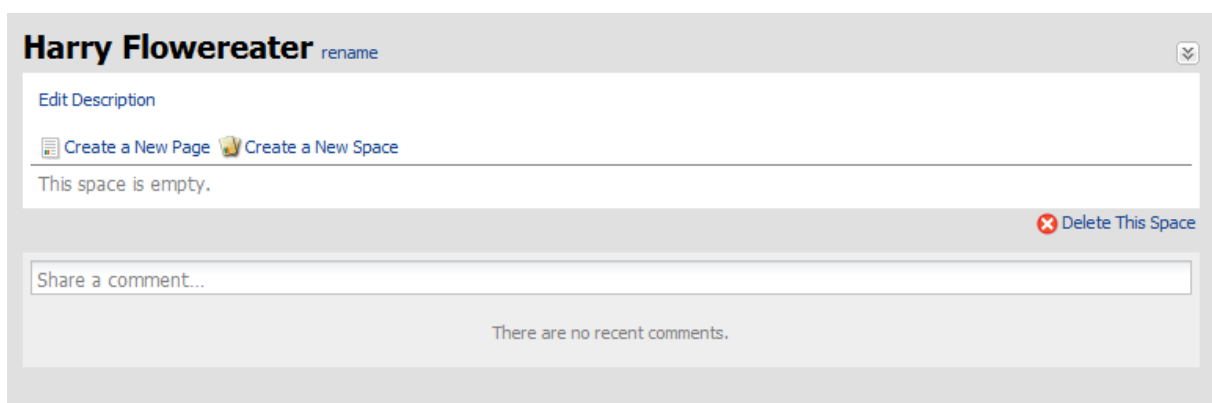 Harry Flowereater rename
Edit Description
Create a New Page Create a New Space
This space is empty.
Delete This Space
Share a comment...
There are no recent comments.